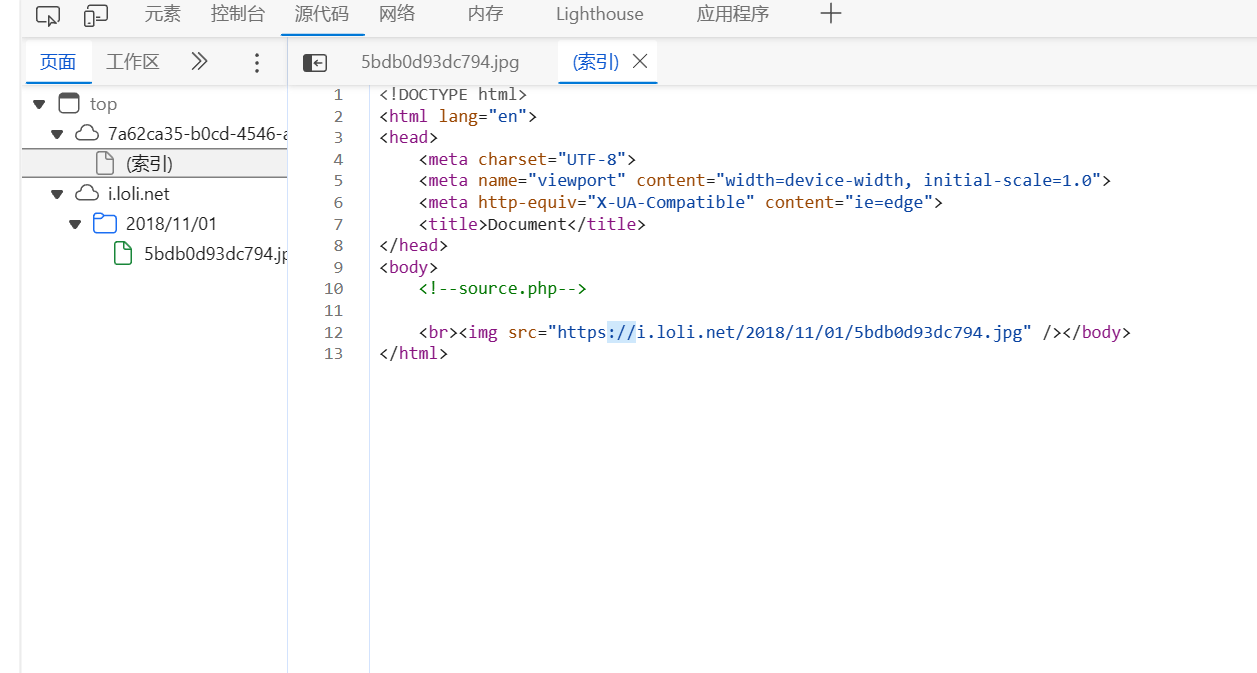 元素 控制台 源代码 网络 内存 Lighthouse 应用程序
页面 工作区 5bdb0d93dc794.jpg (索引)
top
7a62ca35-b0cd-4546-a
(索引)
i.loli.net
2018/11/01
5bdb0d93dc794.jp
1 <!DOCTYPE html>
2 <html lang="en">
3 <head>
4 <meta charset="UTF-8">
5 <meta name="viewport" content="width=device-width, initial-scale=1.0">
6 <meta http-equiv="X-UA-Compatible" content="ie=edge">
7 <title>Document</title>
8 </head>
9 <body>
10 <!--source.php-->
11
12 <br><img src="https://i.loli.net/2018/11/01/5bdb0d93dc794.jpg" /></body>
13 </html>